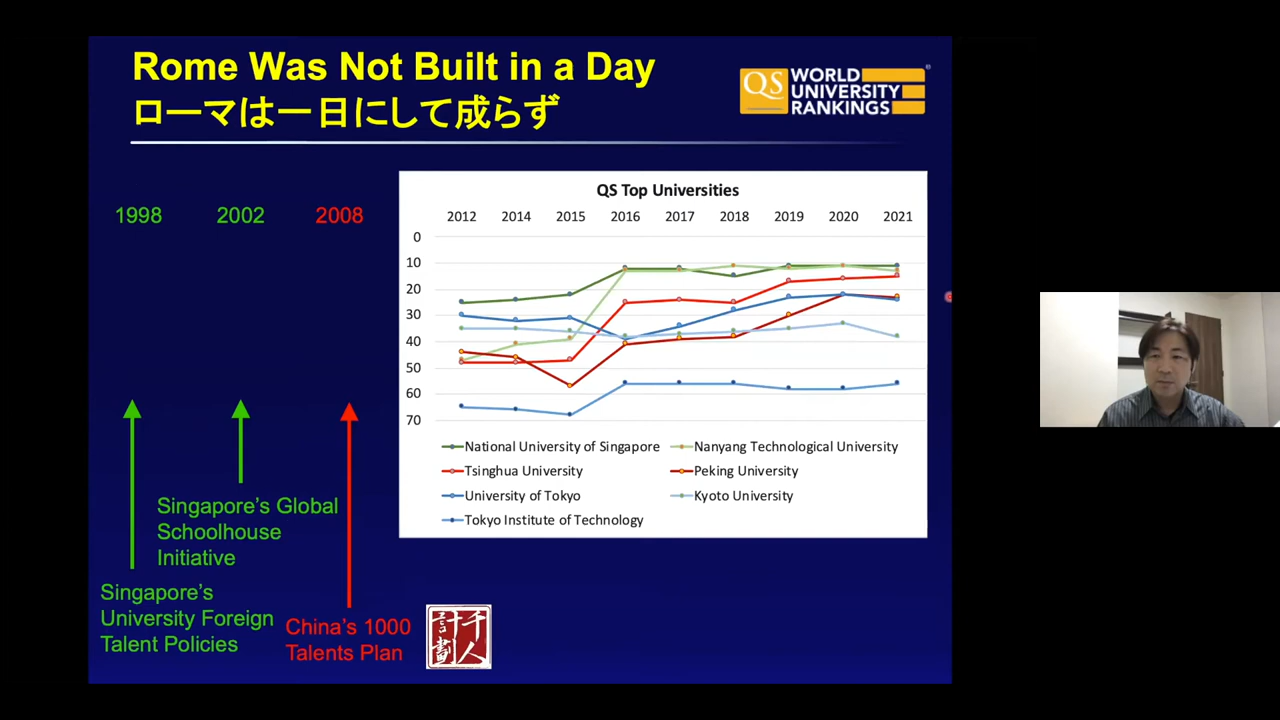 Rome Was Not Built in a Day
ローマは一日にして成らず
QS WORLD
UNIVERSITY
RANKINGS
1998
2002
2008
QS Top Universities
2012 2014 2015 2016 2017 2018 2019 2020 2021
0
10
20
30
40
50
60
70
National University of Singapore
Nanyang Technological University
Tsinghua University
Peking University
University of Tokyo
Kyoto University
Tokyo Institute of Technology
Singapore's Global
Schoolhouse
Initiative
Singapore's
University Foreign
Talent Policies
China's 1000
Talents Plan
千人
計劃